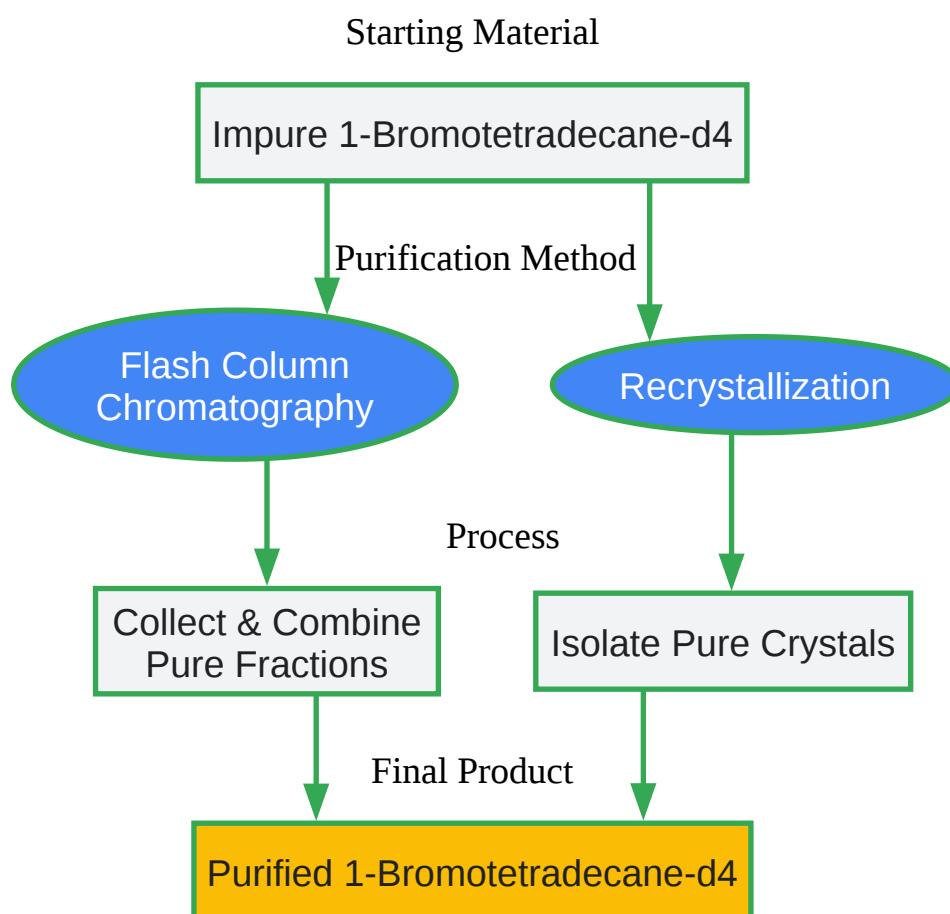 Starting Material
Impure 1-Bromotetradecane-d4
Purification Method
Flash Column
Chromatography
Recrystallization
Process
Collect & Combine
Pure Fractions
Isolate Pure Crystals
Final Product
Purified 1-Bromotetradecane-d4